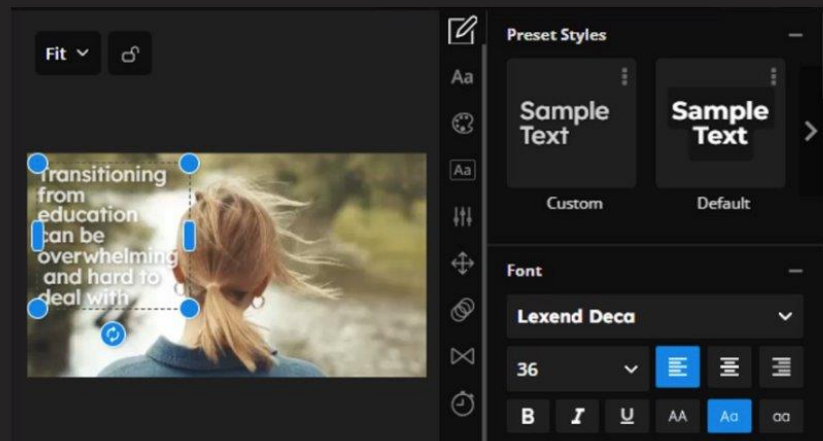 Fit
Transitioning
from
education
can be
overwhelming
and hard to
deal with
Aa
Aa
Preset Styles
Sample
Text
Custom
Sample
Text
Default
Font
Lexend Deca
36
B I U AA Aa aa